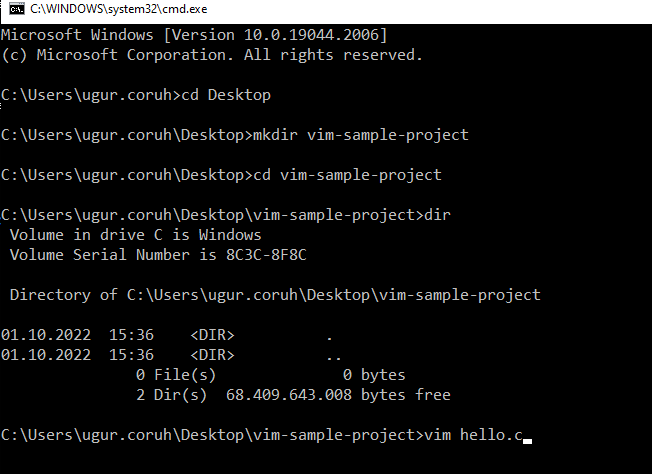 C:\WINDOWS\system32\cmd.exe
Microsoft Windows [Version 10.0.19044.2006]
(c) Microsoft Corporation. All rights reserved.
C:\Users\ugur.coruh>cd Desktop
C:\Users\ugur.coruh\Desktop>mkdir vim-sample-project
C:\Users\ugur.coruh\Desktop>cd vim-sample-project
C:\Users\ugur.coruh\Desktop\vim-sample-project>dir
Volume in drive C is Windows
Volume Serial Number is 8C3C-8F8C
Directory of C:\Users\ugur.coruh\Desktop\vim-sample-project
01.10.2022  15:36    <DIR>          .
01.10.2022  15:36    <DIR>          ..
0 File(s)              0 bytes
2 Dir(s)  68.409.643.008 bytes free
C:\Users\ugur.coruh\Desktop\vim-sample-project>vim hello.c